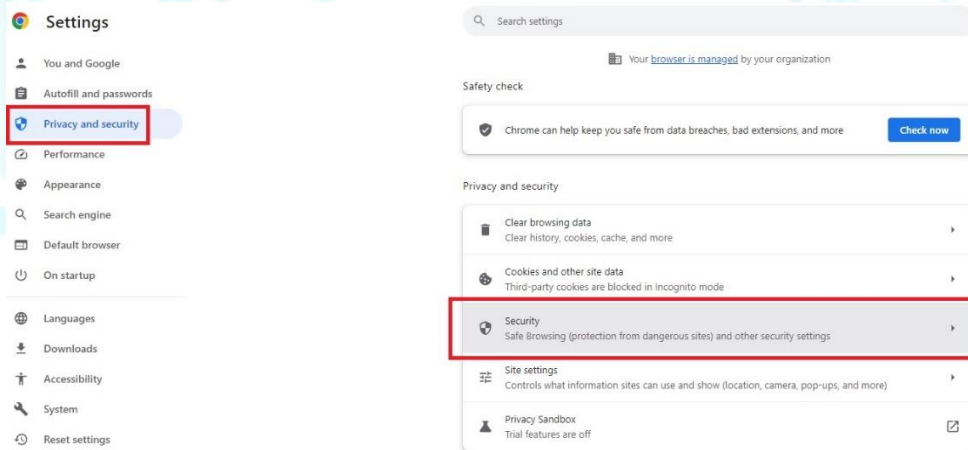 Settings
You and Google
Autofill and passwords
Privacy and security
Performance
Appearance
Search engine
Default browser
On startup
Languages
Downloads
Accessibility
System
Reset settings
Search settings
Your browser is managed by your organization
Safety check
Chrome can help keep you safe from data breaches, bad extensions, and more
Check now
Privacy and security
Clear browsing data
Clear history, cookies, cache, and more
Cookies and other site data
Third-party cookies are blocked in Incognito mode
Security
Safe Browsing (protection from dangerous sites) and other security settings
Site settings
Controls what information sites can use and show (location, camera, pop-ups, and more)
Privacy Sandbox
Trial features are off